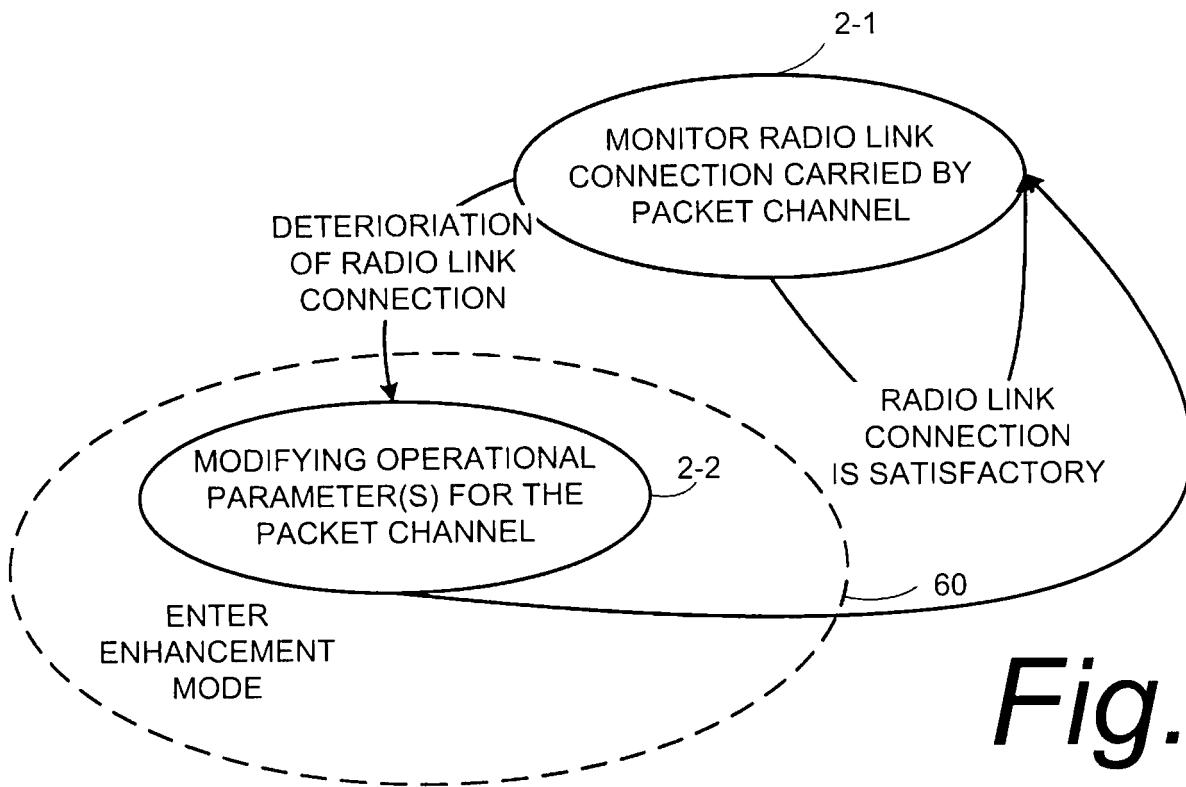 2-1
MONITOR RADIO LINK
CONNECTION CARRIED BY
PACKET CHANNEL
DETERIORIATION
OF RADIO LINK
CONNECTION
RADIO LINK
CONNECTION
IS SATISFACTORY
MODIFYING OPERATIONAL
PARAMETER(S) FOR THE
PACKET CHANNEL
2-2
60
ENTER
ENHANCEMENT
MODE
Fig.